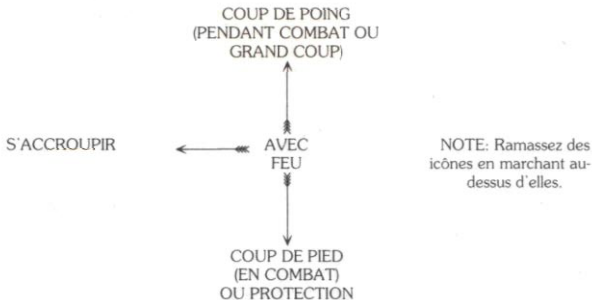 COUP DE POING
(PENDANT COMBAT OU
GRAND COUP)
S'ACCROUPIR
AVEC
FEU
NOTE: Ramassez des
icônes en marchant au-
dessus d'elles.
COUP DE PIED
(EN COMBAT)
OU PROTECTION